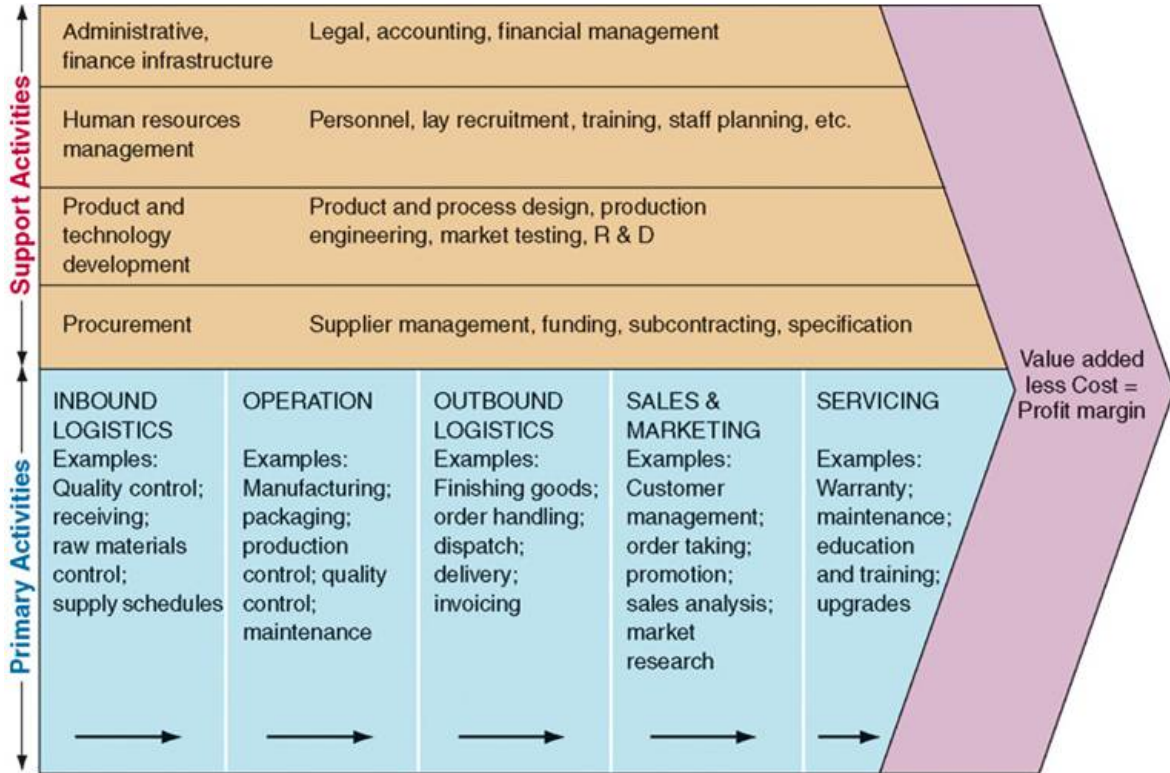 Support Activities
Administrative,
finance infrastructure
Legal, accounting, financial management
Human resources
management
Personnel, lay recruitment, training, staff planning, etc.
Product and
technology
development
Product and process design, production
engineering, market testing, R & D
Procurement
Supplier management, funding, subcontracting, specification
Primary Activities
INBOUND
LOGISTICS
Examples:
Quality control;
receiving;
raw materials
control;
supply schedules
OPERATION
Examples:
Manufacturing;
packaging;
production
control; quality
control;
maintenance
OUTBOUND
LOGISTICS
Examples:
Finishing goods;
order handling;
dispatch;
delivery;
invoicing
SALES &
MARKETING
Examples:
Customer
management;
order taking;
promotion;
sales analysis;
market
research
SERVICING
Examples:
Warranty;
maintenance;
education
and training;
upgrades
Value added
less Cost =
Profit margin